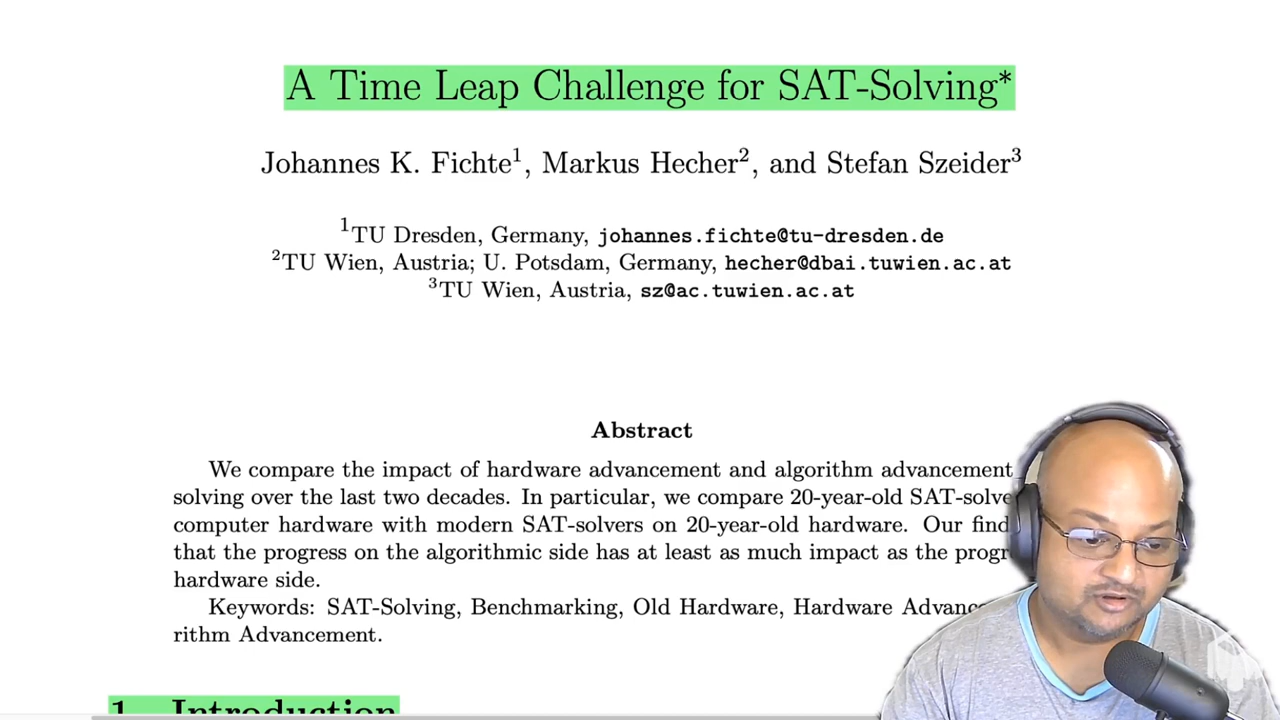 A Time Leap Challenge for SAT-Solving*
Johannes K. Fichte1, Markus Hecher2, and Stefan Szeider3
1TU Dresden, Germany, johannes.fichte@tu-dresden.de
2TU Wien, Austria; U. Potsdam, Germany, hecher@dbai.tuwien.ac.at
3TU Wien, Austria, sz@ac.tuwien.ac.at
Abstract
We compare the impact of hardware advancement and algorithm advancement
solving over the last two decades. In particular, we compare 20-year-old SAT-solve
computer hardware with modern SAT-solvers on 20-year-old hardware. Our find
that the progress on the algorithmic side has at least as much impact as the progr
hardware side.
Keywords: SAT-Solving, Benchmarking, Old Hardware, Hardware Advanc
rithm Advancement.
1 Introduction